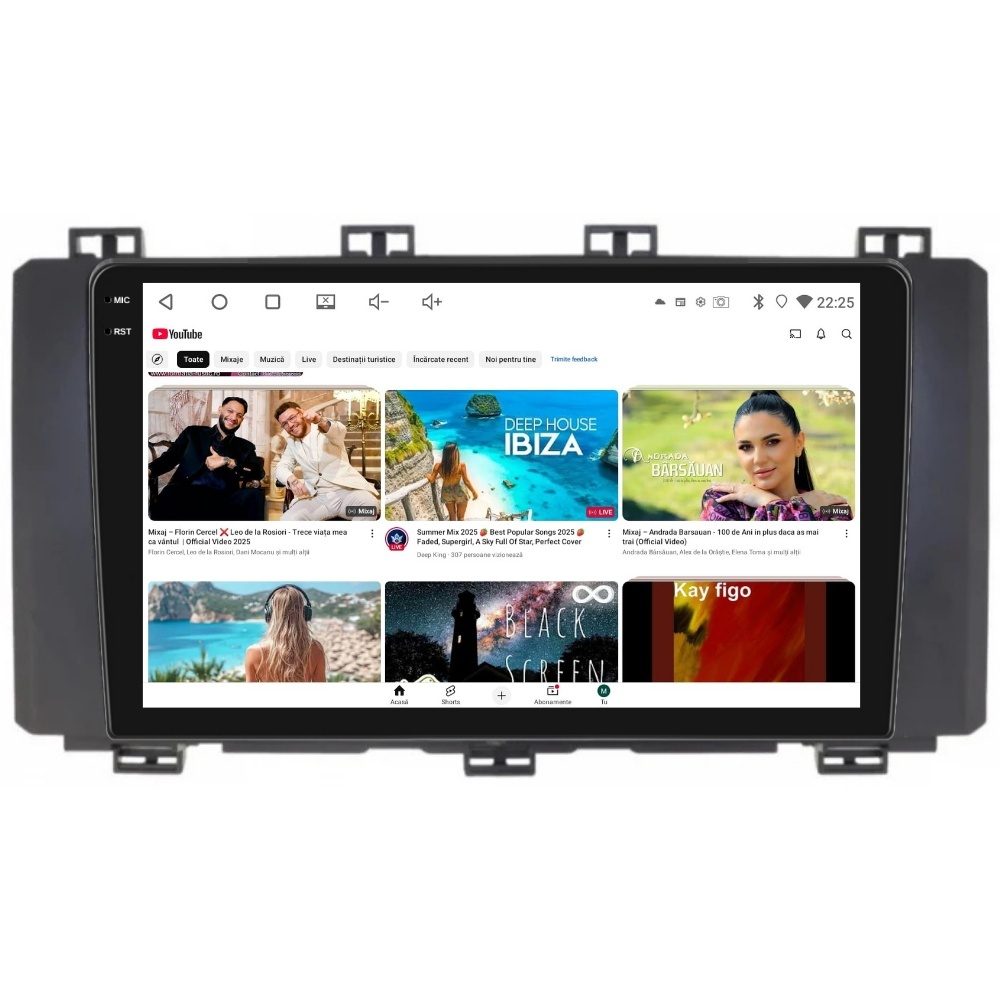 MIC
22:25
RST
YouTube
Toate
Mixaje
Muzică
Live
Destinații turistice
Încărcate recent
Noi pentru tine
Trimite feedback
DEEP HOUSE
IBIZA
ANDRADA
BÂRSĂUAN
Mixaj
LIVE
Mixaj
Mixaj – Florin Cercel ❌ Leo de la Rosiori - Trece viața mea
ca vântul | Official Video 2025
Florin Cercel, Leo de la Rosiori, Dani Mocanu și mulți alții
LIVE
Summer Mix 2025 🍓 Best Popular Songs 2025 🍓
Faded, Supergirl, A Sky Full Of Star, Perfect Cover
Deep King · 307 persoane vizionează
Mixaj – Andrada Barsauan - 100 de Ani in plus daca as mai
trai (Official Video)
Andrada Bârsăuan, Alex de la Orăștie, Elena Toma și mulți alții
BLACK
SCREEN
Kay figo
Acasă
Shorts
Abonamente
M
Tu